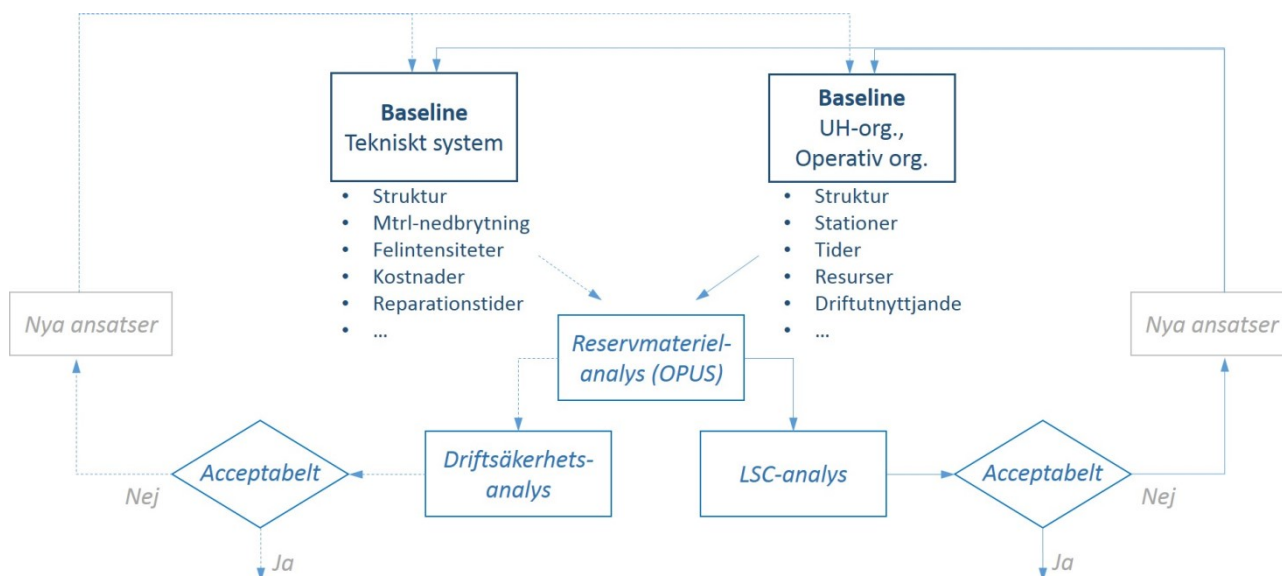 Baseline
Tekniskt system
• Struktur
• Mtrl-nedbrytning
• Felintensiteter
• Kostnader
• Reparationstider
• ...
Baseline
UH-org.,
Operativ org.
• Struktur
• Stationer
• Tider
• Resurser
• Driftutnyttjande
• ...
Nya ansatser
Nya ansatser
Reservmateriel-
analys (OPUS)
Acceptabelt
Nej
Ja
Driftsäkerhets-
analys
LSC-analys
Acceptabelt
Nej
Ja